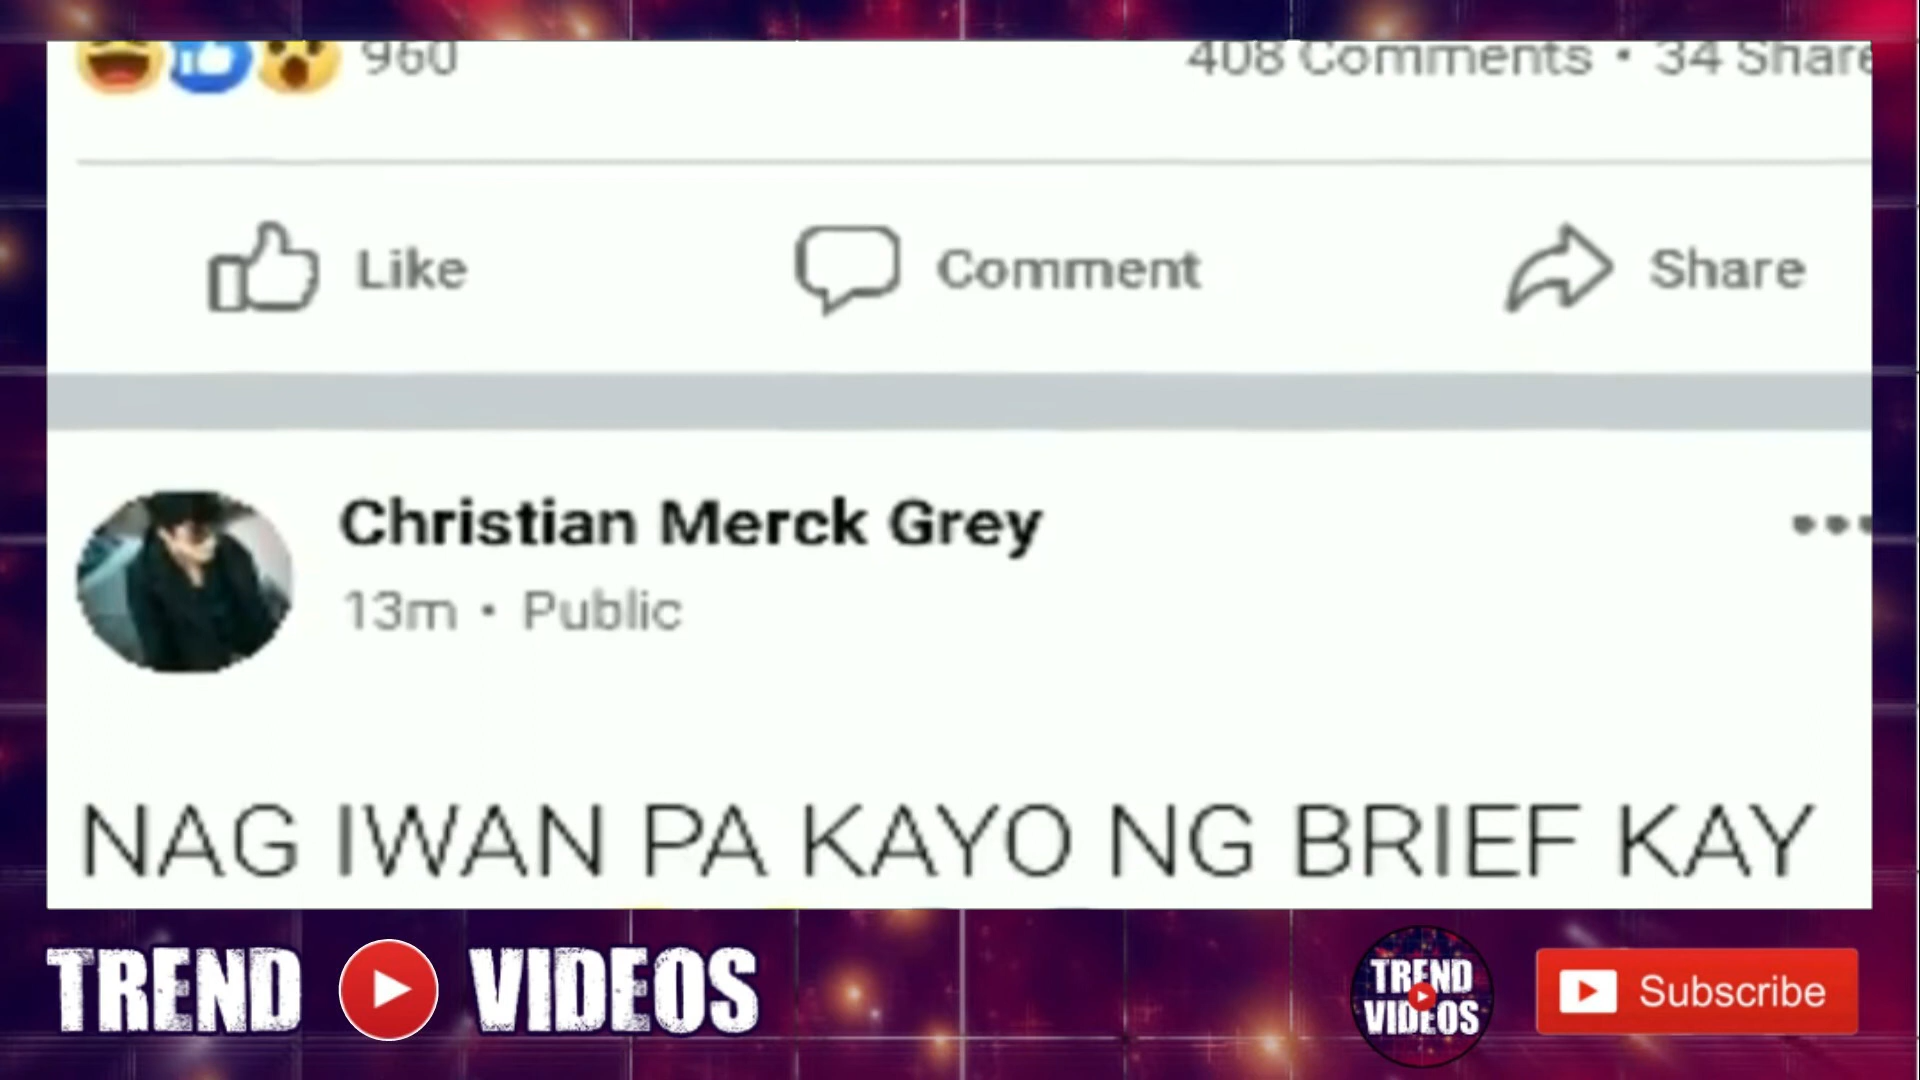 960
408 Comments • 34 Share
Like
Comment
Share
Christian Merck Grey
13m • Public
NAG IWAN PA KAYO NG BRIEF KAY
TREND VIDEOS
TREND
VIDEOS
Subscribe